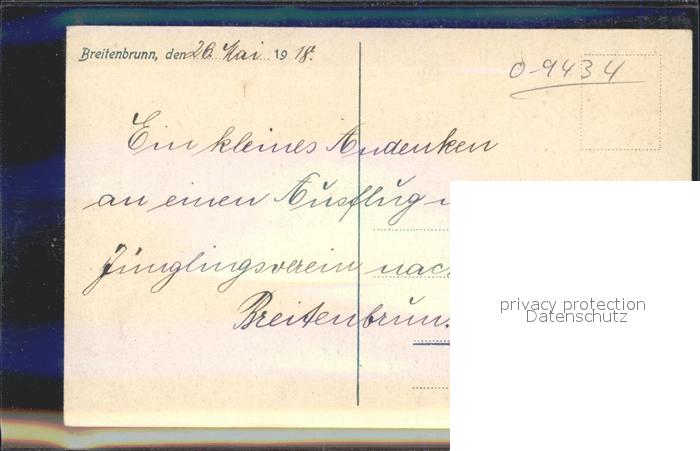 Breitenbrunn, den 26. Mai 1918.
0-9434
Ein kleines Andenken
an einen Ausflug
Jünglingsverein nach
Breitenbrunn.
privacy protection
Datenschutz